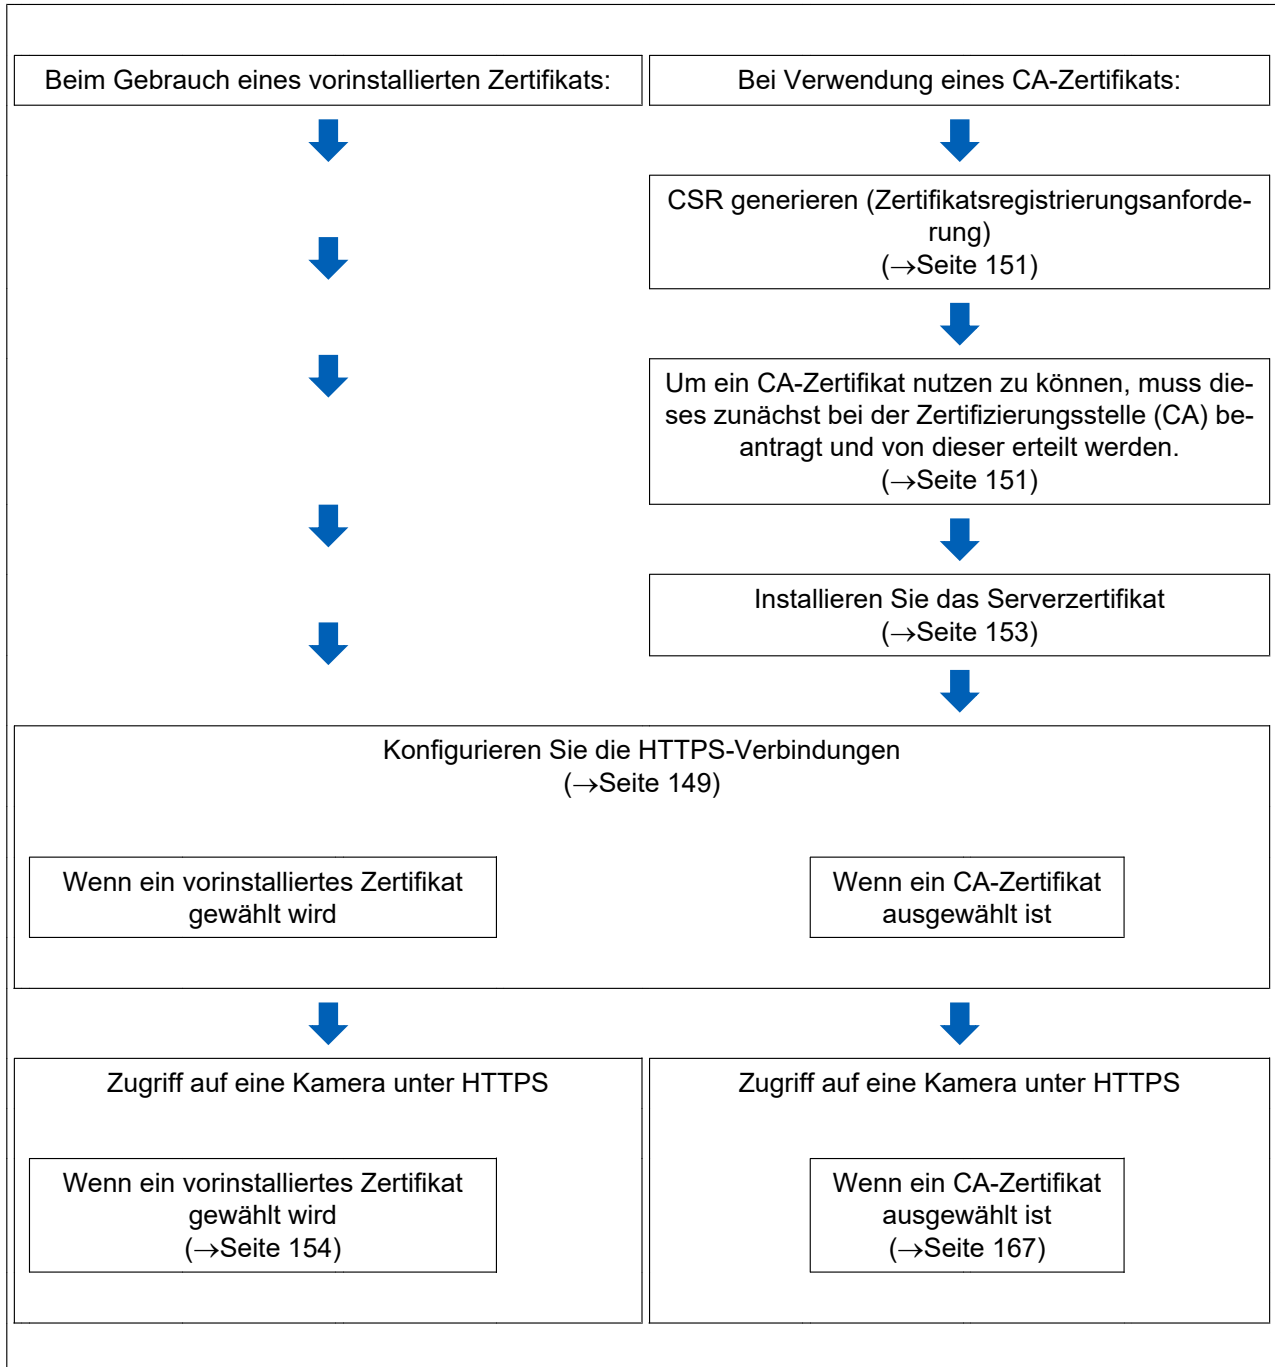 Beim Gebrauch eines vorinstallierten Zertifikats:
Bei Verwendung eines CA-Zertifikats:
CSR generieren (Zertifikatsregistrierungsanforde-
rung)
(→Seite 151)
Um ein CA-Zertifikat nutzen zu können, muss die-
ses zunächst bei der Zertifizierungsstelle (CA) be-
antragt und von dieser erteilt werden.
(→Seite 151)
Installieren Sie das Serverzertifikat
(→Seite 153)
Konfigurieren Sie die HTTPS-Verbindungen
(→Seite 149)
Wenn ein vorinstalliertes Zertifikat
gewählt wird
Wenn ein CA-Zertifikat
ausgewählt ist
Zugriff auf eine Kamera unter HTTPS
Wenn ein vorinstalliertes Zertifikat
gewählt wird
(→Seite 154)
Zugriff auf eine Kamera unter HTTPS
Wenn ein CA-Zertifikat
ausgewählt ist
(→Seite 167)